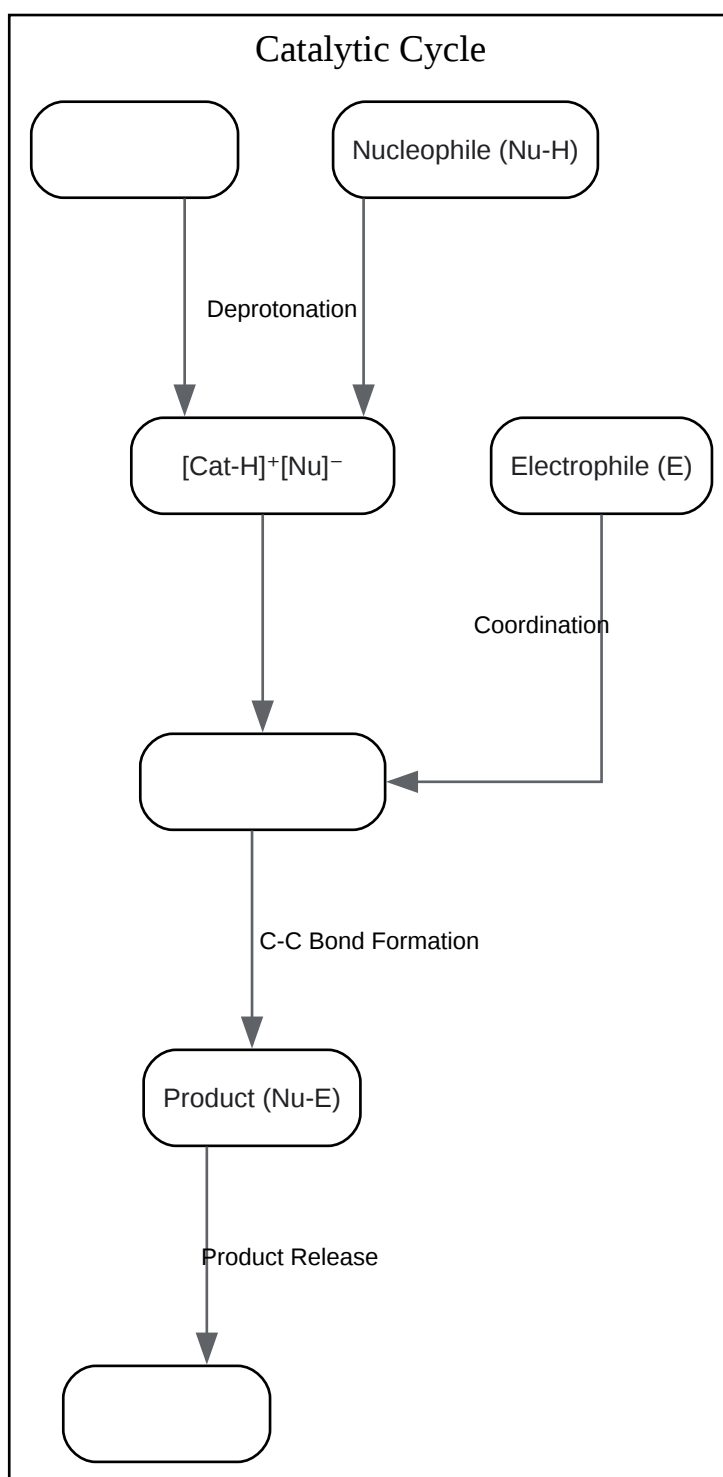 Catalytic Cycle
Nucleophile (Nu-H)
Deprotonation
[Cat-H]⁺[Nu]⁻
Electrophile (E)
Coordination
C-C Bond Formation
Product (Nu-E)
Product Release